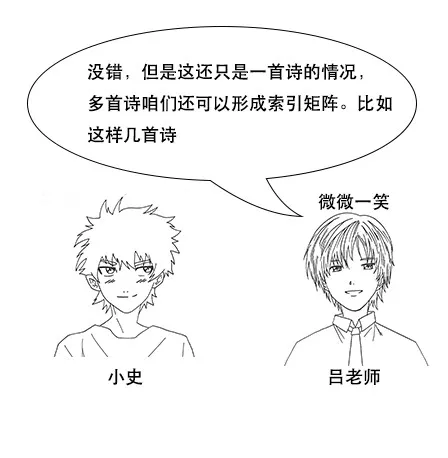 没错，但是这还只是一首诗的情况，
多首诗咱们还可以形成索引矩阵。比如
这样几首诗
微微一笑
小史
吕老师